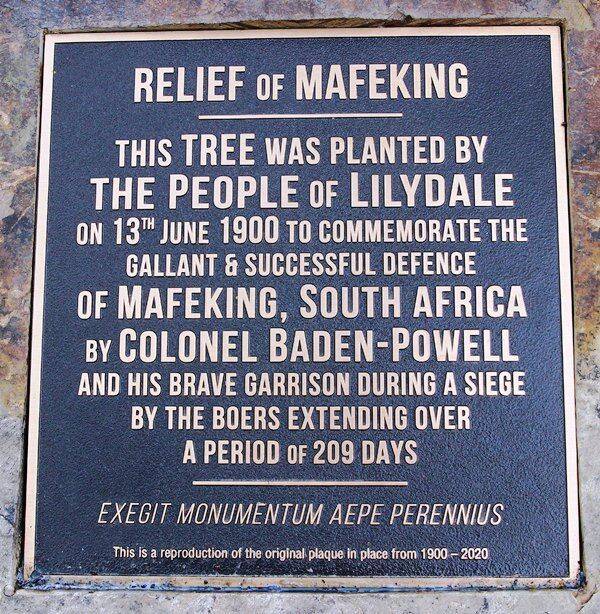 RELIEF OF MAFEKING
THIS TREE WAS PLANTED BY
THE PEOPLE OF LILYDALE
ON 13TH JUNE 1900 TO COMMEMORATE THE
GALLANT & SUCCESSFUL DEFENCE
OF MAFEKING, SOUTH AFRICA
BY COLONEL BADEN-POWELL
AND HIS BRAVE GARRISON DURING A SIEGE
BY THE BOERS EXTENDING OVER
A PERIOD OF 209 DAYS
EXEGIT MONUMENTUM AEPE PERENNIUS
This is a reproduction of the original plaque in place from 1900 – 2020